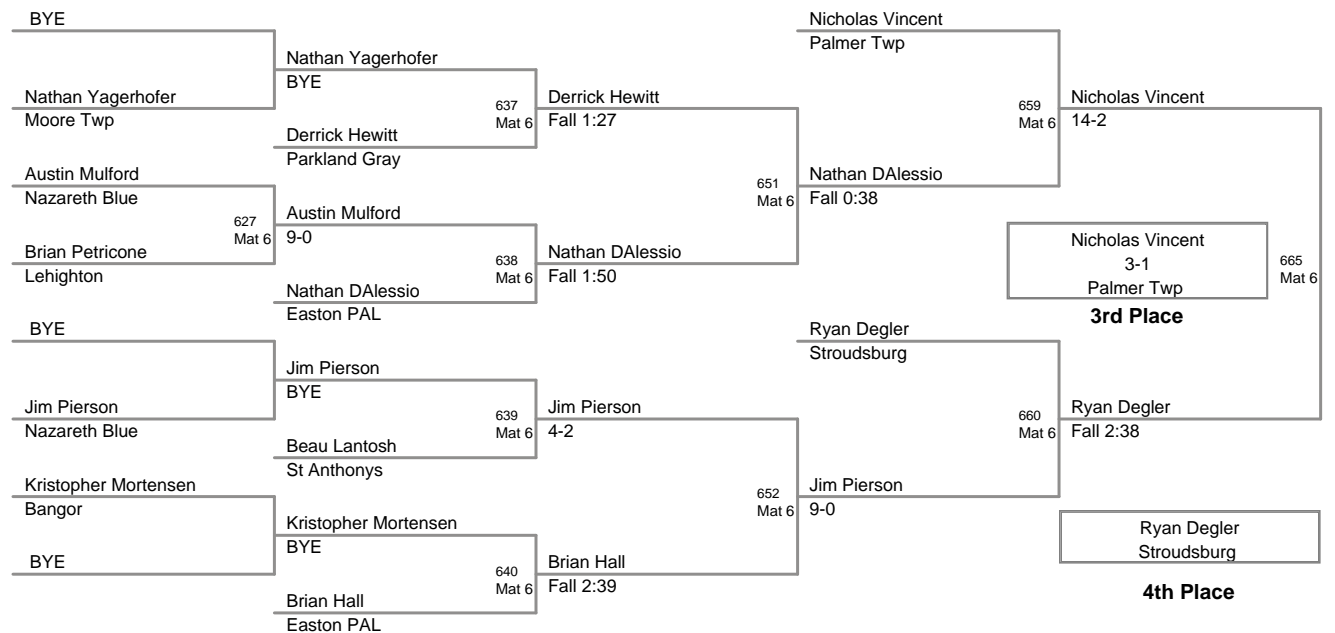 BYE
Nathan Yagerhofer
Moore Twp
Austin Mulford
Nazareth Blue
627
Mat 6
Brian Petricone
Lehighton
BYE
Jim Pierson
Nazareth Blue
Kristopher Mortensen
Bangor
BYE
Nathan Yagerhofer
BYE
637
Mat 6
Derrick Hewitt
Parkland Gray
Austin Mulford
9-0
638
Mat 6
Nathan DAlessio
Easton PAL
Jim Pierson
BYE
639
Mat 6
Beau Lantosh
St Anthonys
Kristopher Mortensen
BYE
640
Mat 6
Brian Hall
Easton PAL
Derrick Hewitt
Fall 1:27
651
Mat 6
Nathan DAlessio
Fall 1:50
Jim Pierson
4-2
652
Mat 6
Brian Hall
Fall 2:39
Nicholas Vincent
Palmer Twp
659
Mat 6
Nathan DAlessio
Fall 0:38
Ryan Degler
Stroudsburg
660
Mat 6
Jim Pierson
9-0
Nicholas Vincent
14-2
Nicholas Vincent
3-1
Palmer Twp
665
Mat 6
3rd Place
Ryan Degler
Fall 2:38
Ryan Degler
Stroudsburg
4th Place